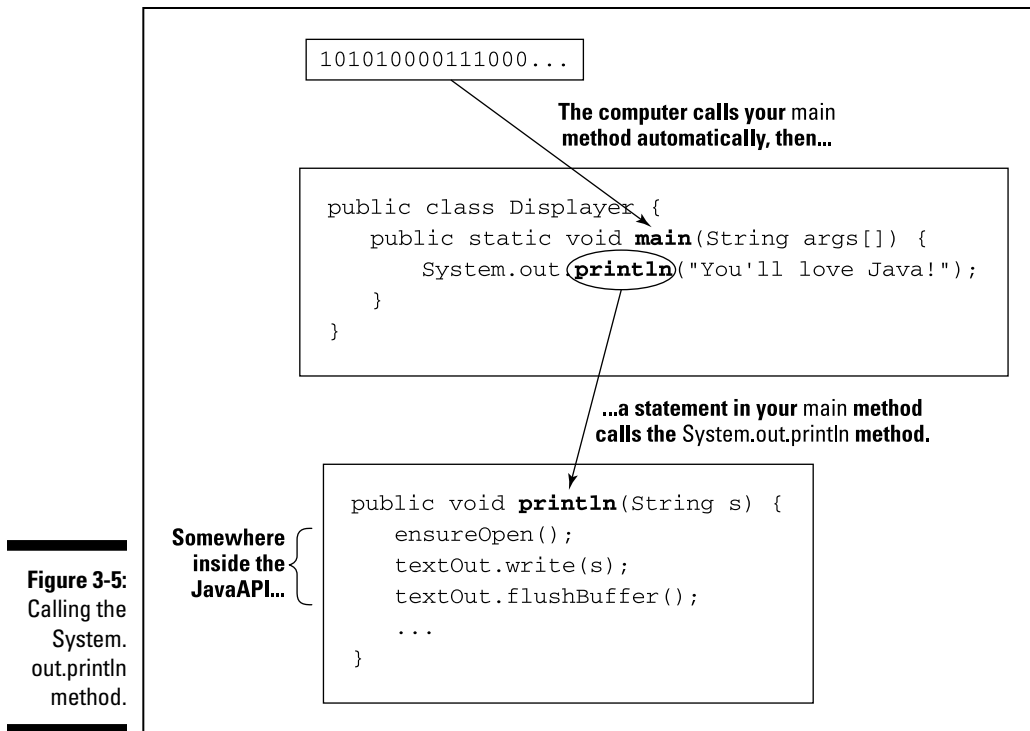 101010000111000...
The computer calls your main
method automatically, then...
public class Displayer {
public static void main(String args[]) {
System.out.println("You'll love Java!");
}
}
...a statement in your main method
calls the System.out.println method.
public void println(String s) {
ensureOpen();
textOut.write(s);
textOut.flushBuffer();
...
}
Somewhere
inside the
JavaAPI...
Figure 3-5:
Calling the
System.
out.println
method.